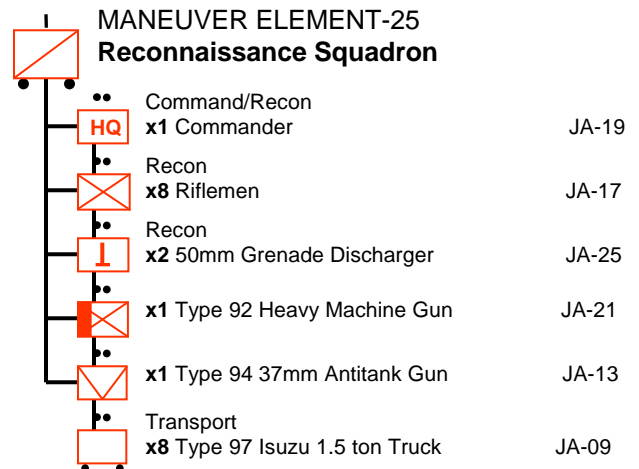 MANEUVER ELEMENT-25
Reconnaissance Squadron
Command/Recon
HQ x1 Commander JA-19
Recon
x8 Riflemen JA-17
Recon
x2 50mm Grenade Discharger JA-25
x1 Type 92 Heavy Machine Gun JA-21
x1 Type 94 37mm Antitank Gun JA-13
Transport
x8 Type 97 Isuzu 1.5 ton Truck JA-09